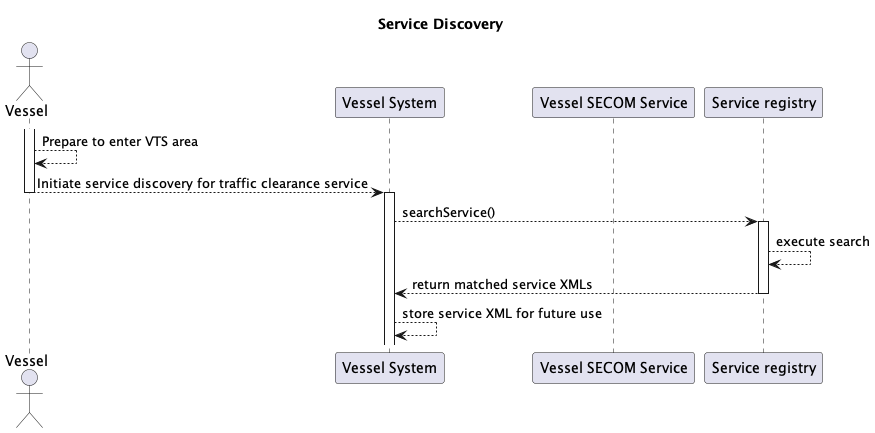 Service Discovery
Vessel
Vessel System
Vessel SECOM Service
Service registry
Prepare to enter VTS area
Initiate service discovery for traffic clearance service
searchService()
execute search
return matched service XMLs
store service XML for future use
Vessel
Vessel System
Vessel SECOM Service
Service registry